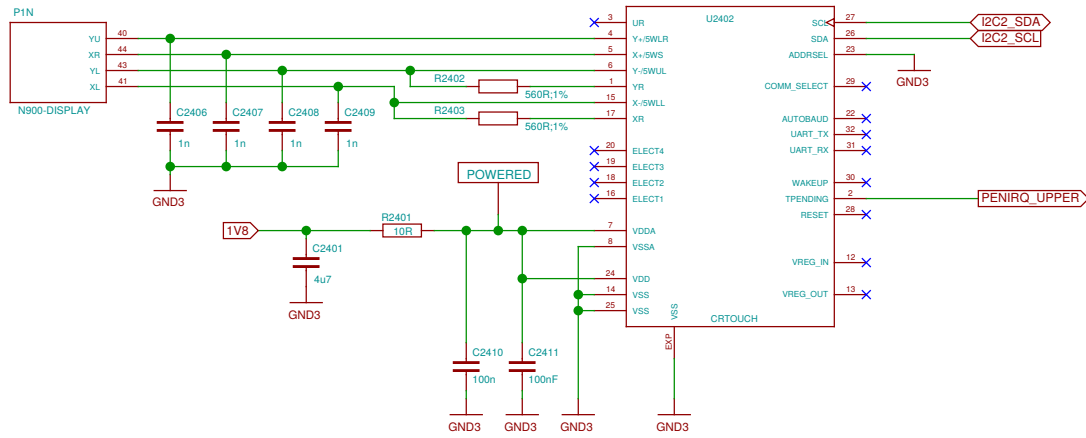 P1N
YU 40
XR 44
YL 43
XL 41
N900-DISPLAY
C2406
1n
C2407
1n
C2408
1n
C2409
1n
GND3
R2402
560R;1%
R2403
560R;1%
POWERED
1V8
R2401
10R
C2401
4u7
GND3
C2410
100n
GND3
C2411
100nF
GND3
GND3
U2402
3 UR
4 Y+/5WLR
5 X+/5WS
6 Y-/5WUL
1 YR
15 X-/5WLL
17 XR
20 ELECT4
19 ELECT3
18 ELECT2
16 ELECT1
7 VDDA
8 VSSA
24 VDD
14 VSS
25 VSS
VSS
EXP
GND3
CRTOUCH
SCL 27
SDA 26
ADDRSEL 23
COMM_SELECT 29
AUTOBAUD 22
UART_TX 32
UART_RX 31
WAKEUP 30
TPENDING 2
RESET 28
VREG_IN 12
VREG_OUT 13
I2C2_SDA
I2C2_SCL
GND3
PENIRQ_UPPER